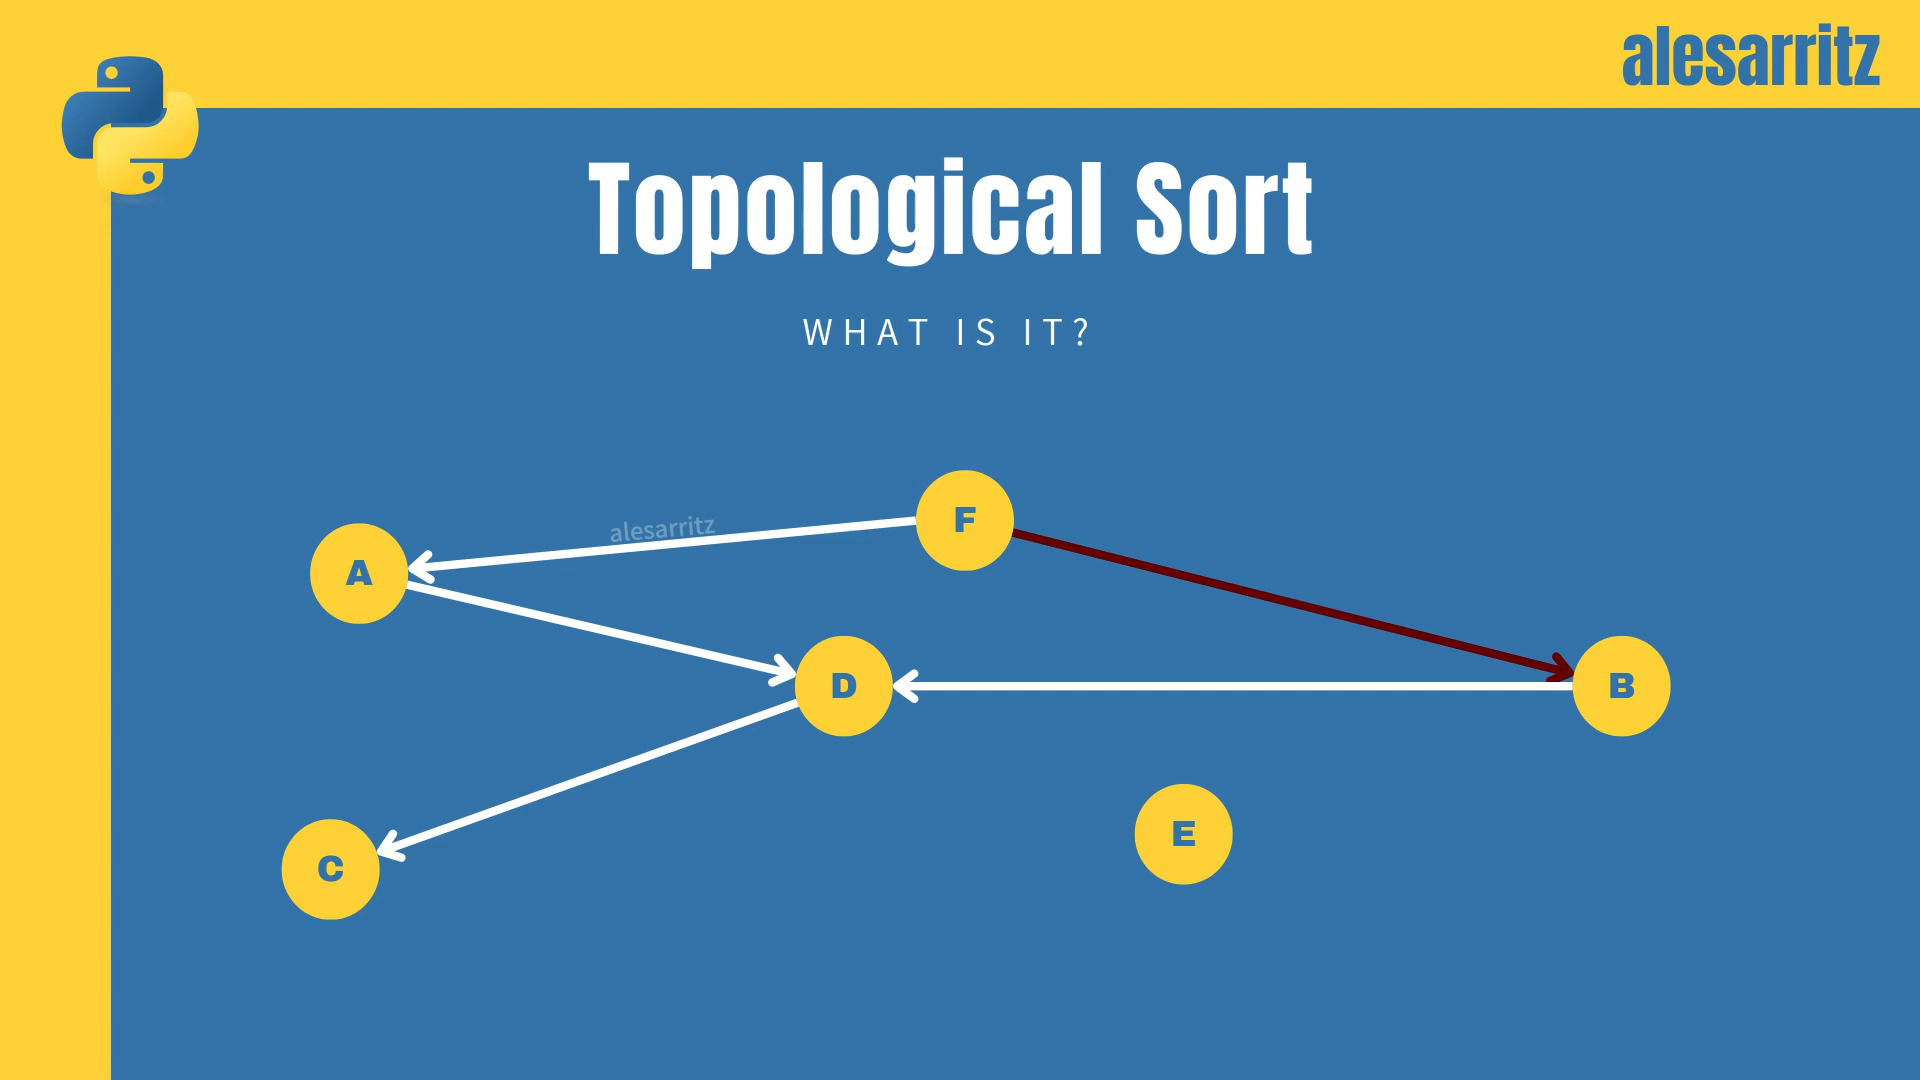 alesarritz
Topological Sort
WHAT IS IT?
F
alesarritz
A
D
B
E
C